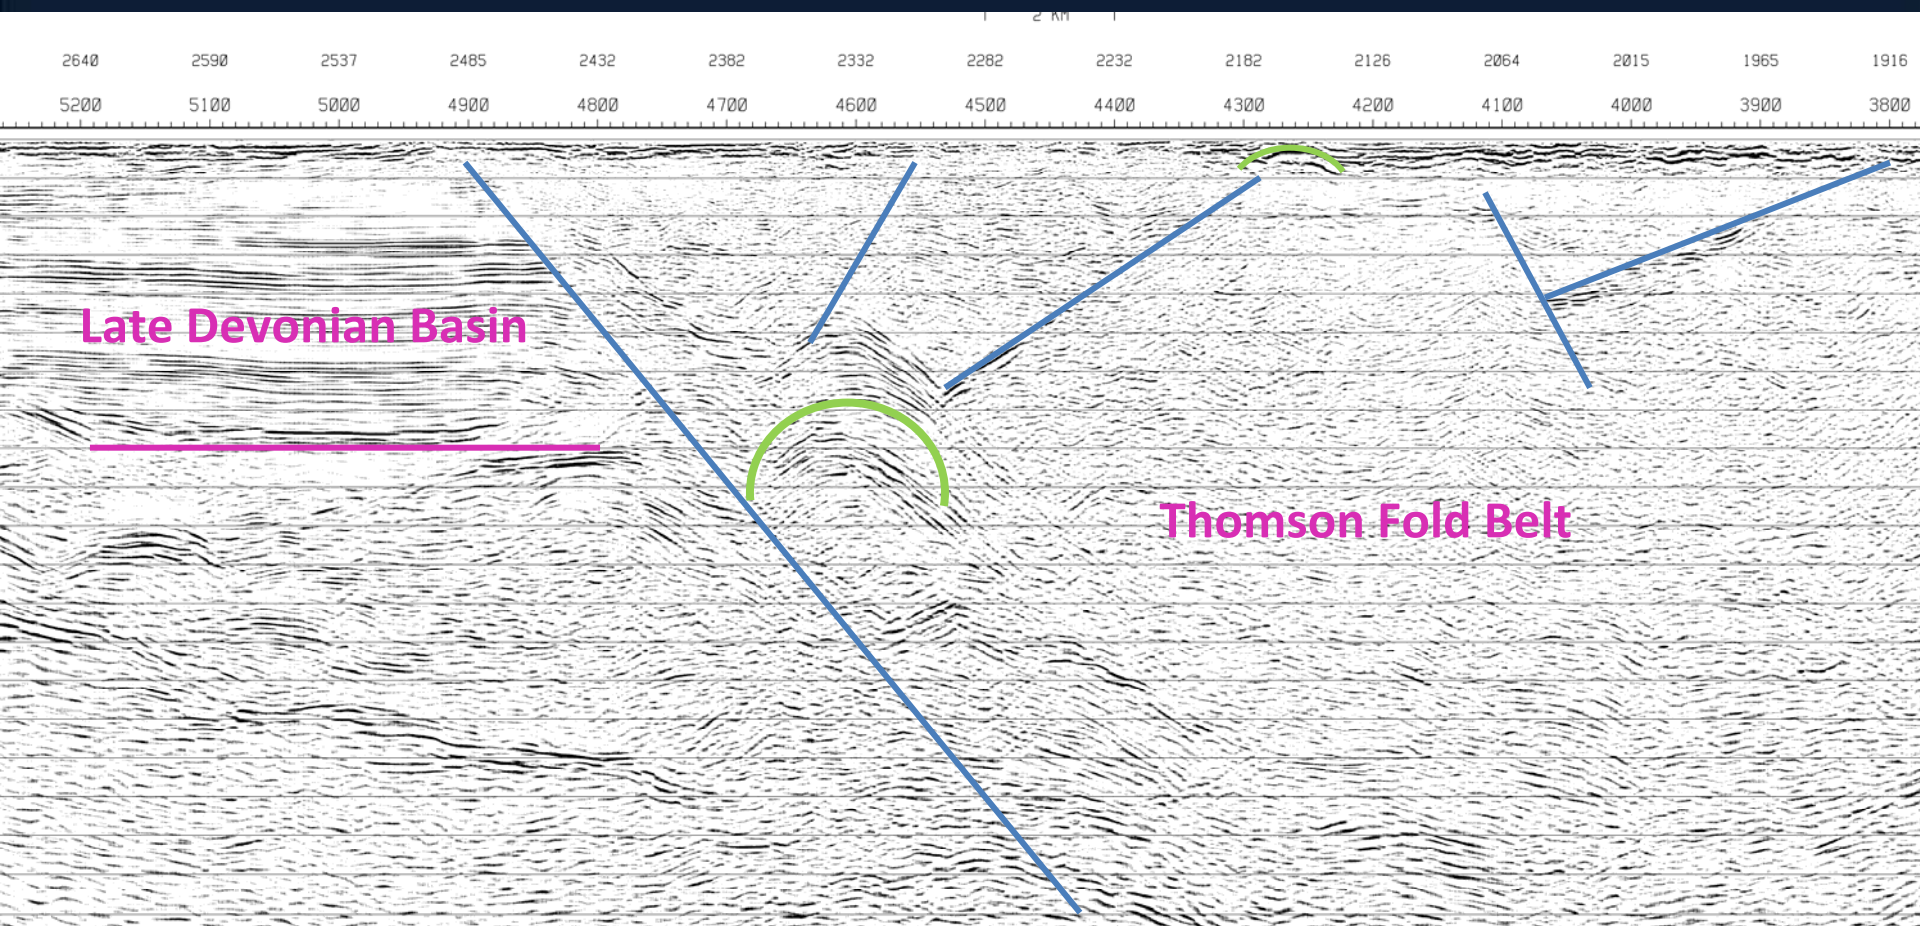 2 KM
2640 2590 2537 2485 2432 2382 2332 2282 2232 2182 2126 2064 2015 1965 1916
5200 5100 5000 4900 4800 4700 4600 4500 4400 4300 4200 4100 4000 3900 3800
Late Devonian Basin
Thomson Fold Belt